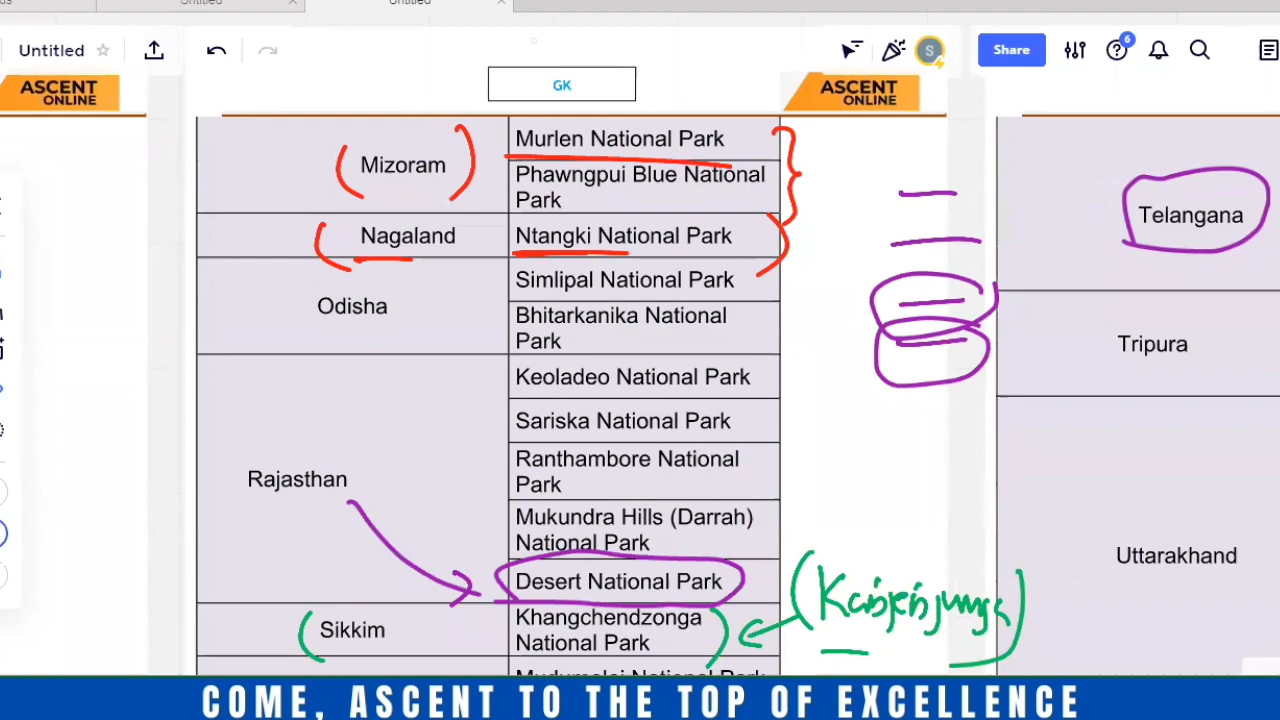 Untitled
Untitled
Untitled
S
Share
6
ASCENT
ONLINE
GK
ASCENT
ONLINE
Mizoram
Murlen National Park
Phawngpui Blue National
Park
Nagaland
Ntangki National Park
Odisha
Simlipal National Park
Bhitarkanika National
Park
Rajasthan
Keoladeo National Park
Sariska National Park
Ranthambore National
Park
Mukundra Hills (Darrah)
National Park
Desert National Park
Sikkim
Khangchendzonga
National Park
Telangana
Tripura
Uttarakhand
COME, ASCENT TO THE TOP OF EXCELLENCE